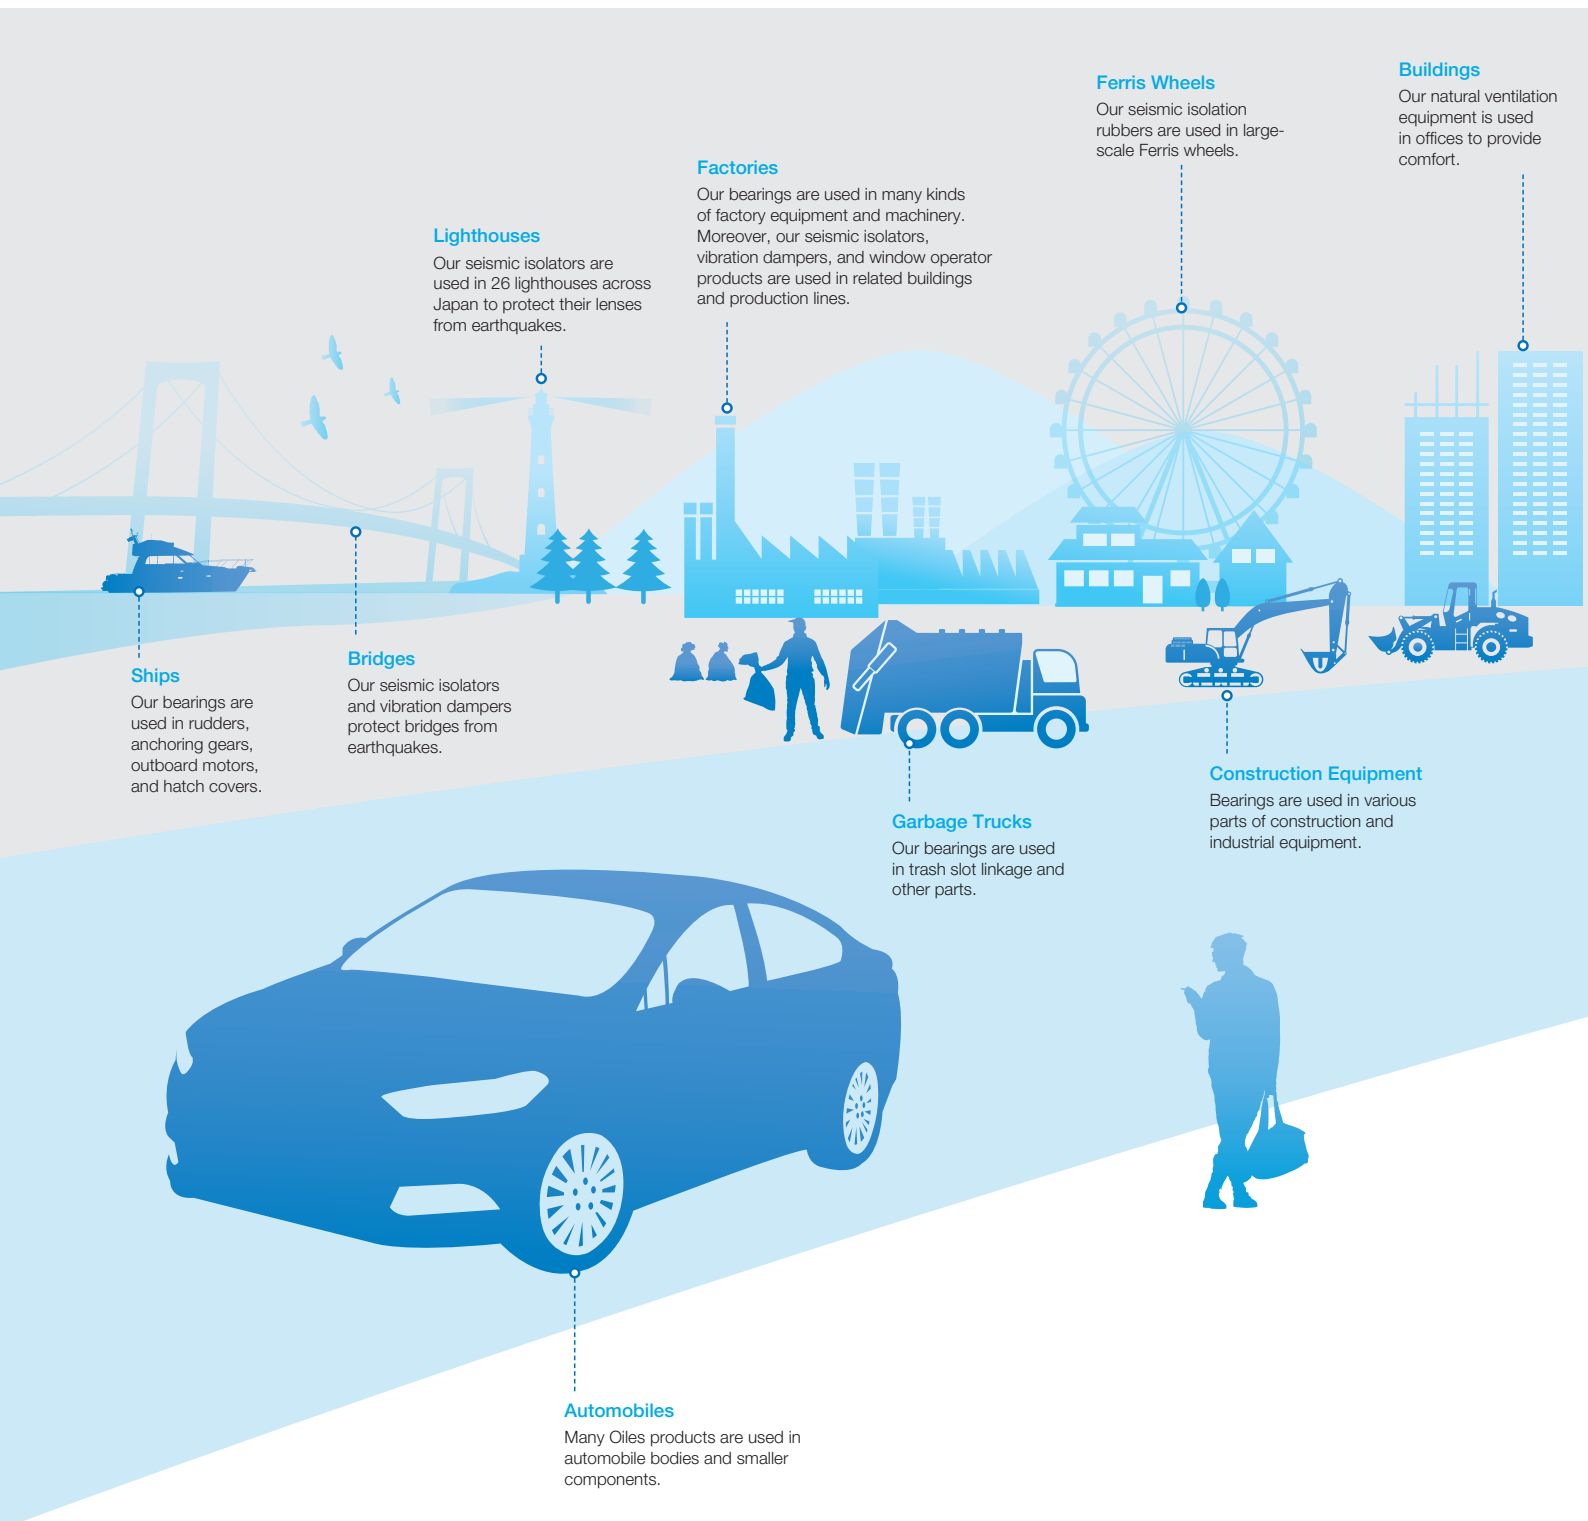 Buildings
Our natural ventilation
equipment is used
in offices to provide
comfort.
Ferris Wheels
Our seismic isolation
rubbers are used in large-
scale Ferris wheels.
Factories
Our bearings are used in many kinds
of factory equipment and machinery.
Moreover, our seismic isolators,
vibration dampers, and window operator
products are used in related buildings
and production lines.
Lighthouses
Our seismic isolators are
used in 26 lighthouses across
Japan to protect their lenses
from earthquakes.
Ships
Our bearings are
used in rudders,
anchoring gears,
outboard motors,
and hatch covers.
Bridges
Our seismic isolators
and vibration dampers
protect bridges from
earthquakes.
Garbage Trucks
Our bearings are used
in trash slot linkage and
other parts.
Construction Equipment
Bearings are used in various
parts of construction and
industrial equipment.
Automobiles
Many Oiles products are used in
automobile bodies and smaller
components.